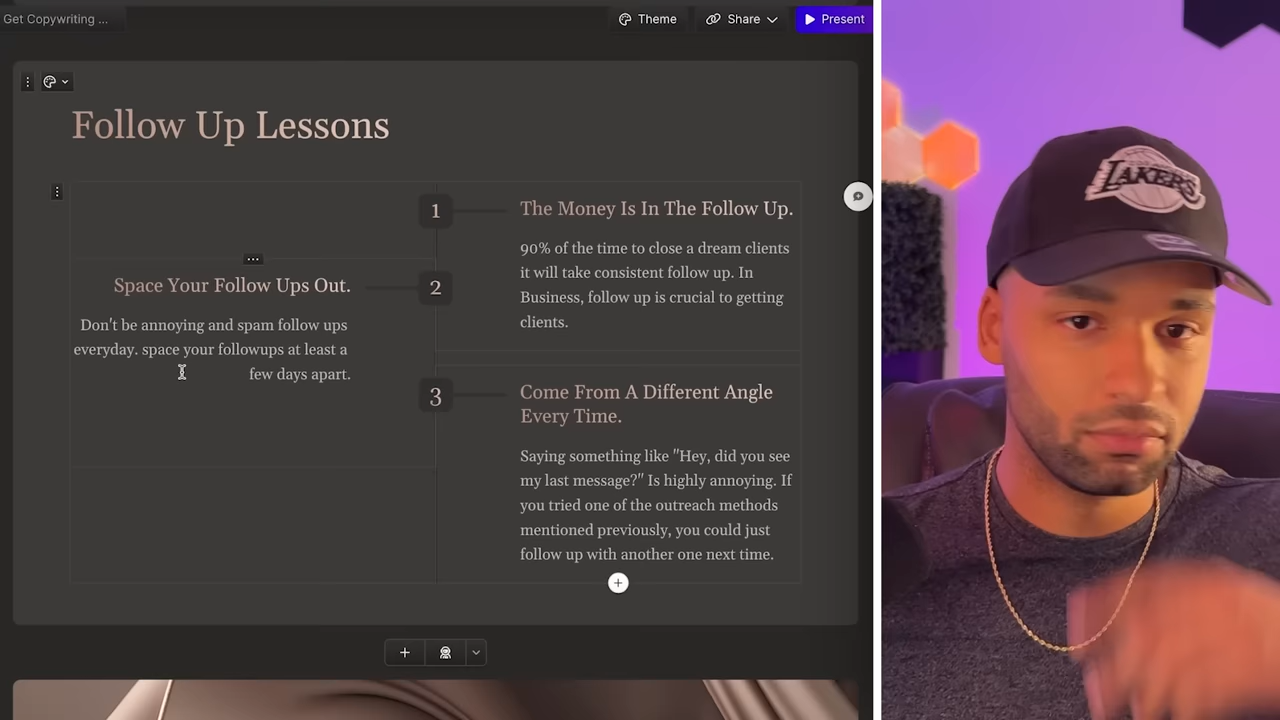 Get Copywriting ...
Theme
Share
Present
Follow Up Lessons
1
The Money Is In The Follow Up.
90% of the time to close a dream clients
it will take consistent follow up. In
Business, follow up is crucial to getting
clients.
2
Space Your Follow Ups Out.
Don't be annoying and spam follow ups
everyday. space your followups at least a
few days apart.
3
Come From A Different Angle
Every Time.
Saying something like "Hey, did you see
my last message?" Is highly annoying. If
you tried one of the outreach methods
mentioned previously, you could just
follow up with another one next time.
LAKERS